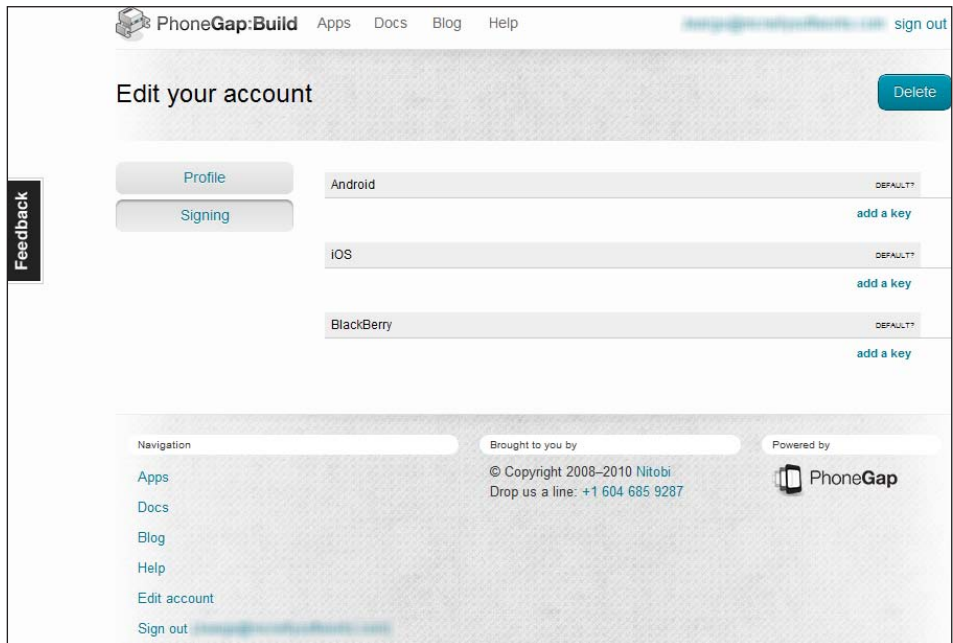 PhoneGap:Build Apps Docs Blog Help sign out
Edit your account Delete
Feedback
Profile
Signing
Android DEFAULT?
add a key
iOS DEFAULT?
add a key
BlackBerry DEFAULT?
add a key
Navigation
Apps
Docs
Blog
Help
Edit account
Sign out
Brought to you by
© Copyright 2008–2010 Nitobi
Drop us a line: +1 604 685 9287
Powered by
PhoneGap